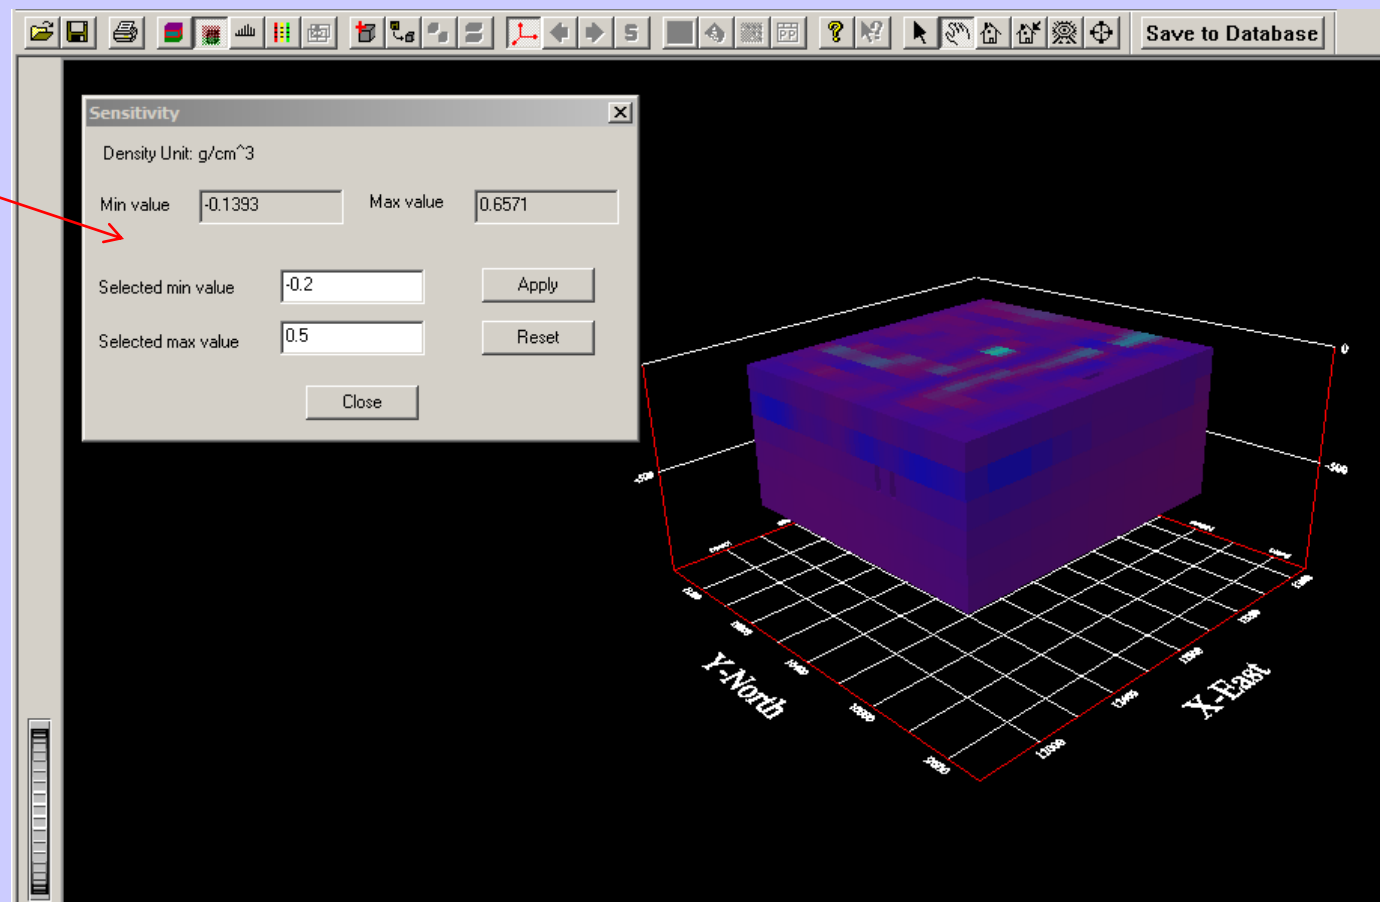 Save to Database
Sensitivity
Density Unit: g/cm^3
Min value -0.1393 Max value 0.6571
Selected min value -0.2 Apply
Selected max value 0.5 Reset
Close
0
-500
-500
Y-North
X-East